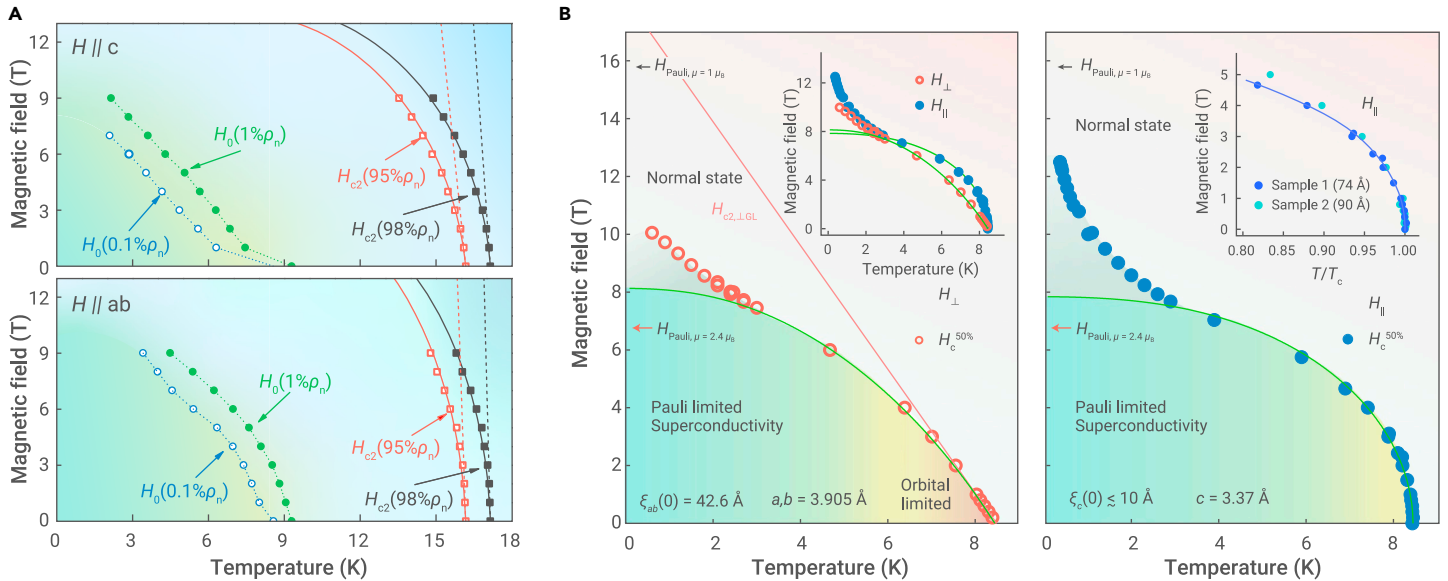 A
H // c
H0(1%ρn)
H0(0.1%ρn)
Hc2(95%ρn)
Hc2(98%ρn)
Magnetic field (T)
12
9
6
3
0
H // ab
H0(1%ρn)
H0(0.1%ρn)
Hc2(95%ρn)
Hc2(98%ρn)
Magnetic field (T)
12
9
6
3
0
0 3 6 9 12 15 18
Temperature (K)
B
Magnetic field (T)
16
14
12
10
8
6
4
2
0
HPauli, μ = 1 μB
Normal state
Hc2,⊥GL
H⊥
Hc50%
HPauli, μ = 2.4 μB
Pauli limited
Superconductivity
Orbital
limited
ξab(0) = 42.6 Å
a,b = 3.905 Å
0 2 4 6 8
Temperature (K)
Magnetic field (T)
16
12
8
4
0
H⊥
H∥
0 4 8
Temperature (K)
HPauli, μ = 1 μB
Normal state
H∥
Hc50%
HPauli, μ = 2.4 μB
Pauli limited
Superconductivity
ξc(0) ≲ 10 Å
c = 3.37 Å
0 2 4 6 8
Temperature (K)
Magnetic field (T)
5
4
3
2
1
0
H∥
Sample 1 (74 Å)
Sample 2 (90 Å)
0.80 0.90 0.95 1.00
T/Tc